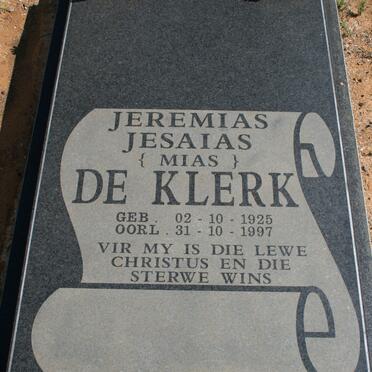 JEREMIAS
JESAIAS
{ MIAS }
DE KLERK
GEB. 02-10-1925
OORL. 31-10-1997
VIR MY IS DIE LEWE
CHRISTUS EN DIE
STERWE WINS